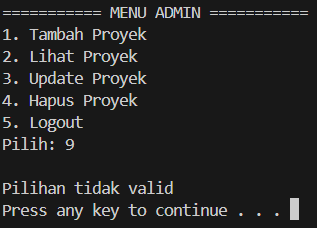 =========== MENU ADMIN ===========
1. Tambah Proyek
2. Lihat Proyek
3. Update Proyek
4. Hapus Proyek
5. Logout
Pilih: 9
Pilihan tidak valid
Press any key to continue . . .